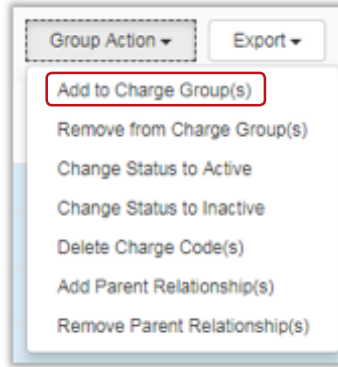 Group Action Export
Add to Charge Group(s)
Remove from Charge Group(s)
Change Status to Active
Change Status to Inactive
Delete Charge Code(s)
Add Parent Relationship(s)
Remove Parent Relationship(s)